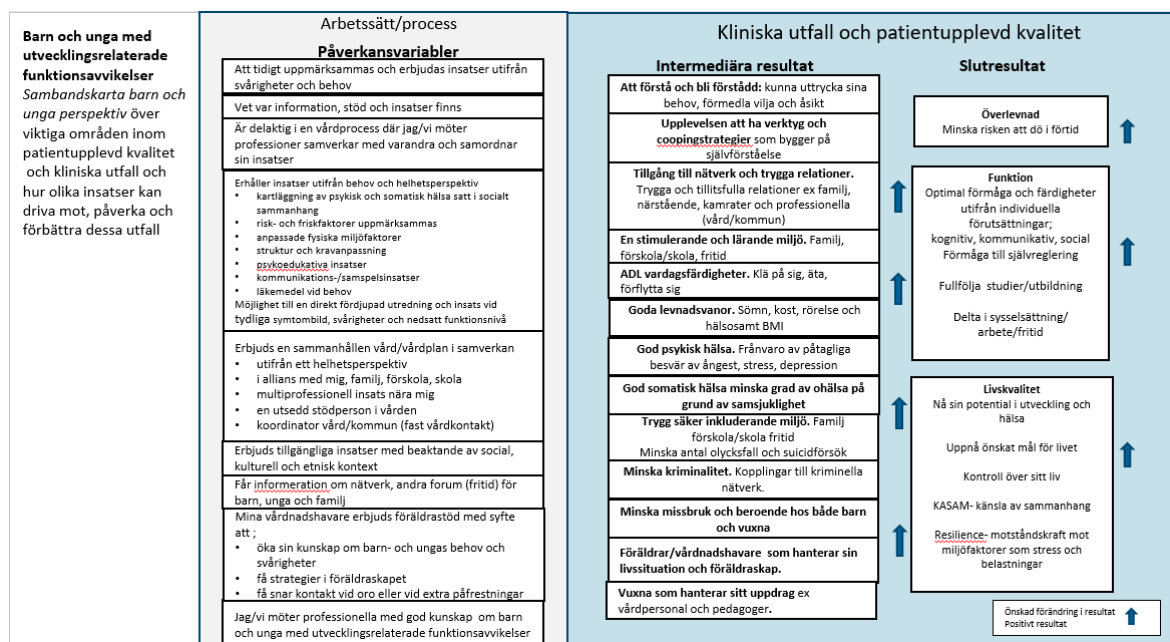 Barn och unga med
utvecklingsrelaterade
funktionsavvikelser
Sambandskarta barn och
unga perspektiv över
viktiga områden inom
patientupplevd kvalitet
och kliniska utfall och
hur olika insatser kan
driva mot, påverka och
förbättra dessa utfall
Arbetssätt/process
Påverkansvariabler
Att tidigt uppmärksammas och erbjudas insatser utifrån
svårigheter och behov
Vet var information, stöd och insatser finns
Är delaktig i en vårdprocess där jag/vi möter
professioner samverkar med varandra och samordnar
sin insatser
Erhåller insatser utifrån behov och helhetsperspektiv
• kartläggning av psykisk och somatisk hälsa satt i socialt
sammanhang
• risk- och friskfaktorer uppmärksammas
• anpassade fysiska miljöfaktorer
• struktur och kravanpassning
• psykoedukativa insatser
• kommunikations-/samspelsinsatser
• läkemedel vid behov
Möjlighet till en direkt fördjupad utredning och insats vid
tydliga symtombild, svårigheter och nedsatt funktionsnivå
Erbjuds en sammanhållen vård/vårdplan i samverkan
• utifrån ett helhetsperspektiv
• i allians med mig, familj, förskola, skola
• multiprofessionell insats nära mig
• en utsedd stödperson i vården
• koordinator vård/kommun (fast vårdkontakt)
Erbjuds tillgängliga insatser med beaktande av social,
kulturell och etnisk kontext
Får informeration om nätverk, andra forum (fritid) för
barn, unga och familj
Mina vårdnadshavare erbjuds föräldrastöd med syfte
att ;
• öka sin kunskap om barn- och ungas behov och
svårigheter
• få strategier i föräldraskapet
• få snar kontakt vid oro eller vid extra påfrestningar
Jag/vi möter professionella med god kunskap om barn
och unga med utvecklingsrelaterade funktionsavvikelser
Kliniska utfall och patientupplevd kvalitet
Intermediära resultat
Att förstå och bli förstådd: kunna uttrycka sina
behov, förmedla vilja och åsikt
Upplevelsen att ha verktyg och
coopingstrategier som bygger på
självförståelse
Tillgång till nätverk och trygga relationer.
Trygga och tillitsfulla relationer ex familj,
närstående, kamrater och professionella
(vård/kommun)
En stimulerande och lärande miljö. Familj,
förskola/skola, fritid
ADL vardagsfärdigheter. Klä på sig, äta,
förflytta sig
Goda levnadsvanor. Sömn, kost, rörelse och
hälsosamt BMI
God psykisk hälsa. Frånvaro av påtagliga
besvär av ångest, stress, depression
God somatisk hälsa minska grad av ohälsa på
grund av samsjuklighet
Trygg säker inkluderande miljö. Familj
förskola/skola fritid
Minska antal olycksfall och suicidförsök
Minska kriminalitet. Kopplingar till kriminella
nätverk.
Minska missbruk och beroende hos både barn
och vuxna
Föräldrar/vårdnadshavare som hanterar sin
livssituation och föräldraskap.
Vuxna som hanterar sitt uppdrag ex
vårdpersonal och pedagoger.
Slutresultat
Överlevnad
Minska risken att dö i förtid
Funktion
Optimal förmåga och färdigheter
utifrån individuella
förutsättningar;
kognitiv, kommunikativ, social
Förmåga till självreglering
Fullfölja studier/utbildning
Delta i sysselsättning/
arbete/fritid
Livskvalitet
Nå sin potential i utveckling och
hälsa
Uppnå önskat mål för livet
Kontroll över sitt liv
KASAM- känsla av sammanhang
Resilience- motståndskraft mot
miljöfaktorer som stress och
belastningar
Önskad förändring i resultat
Positivt resultat